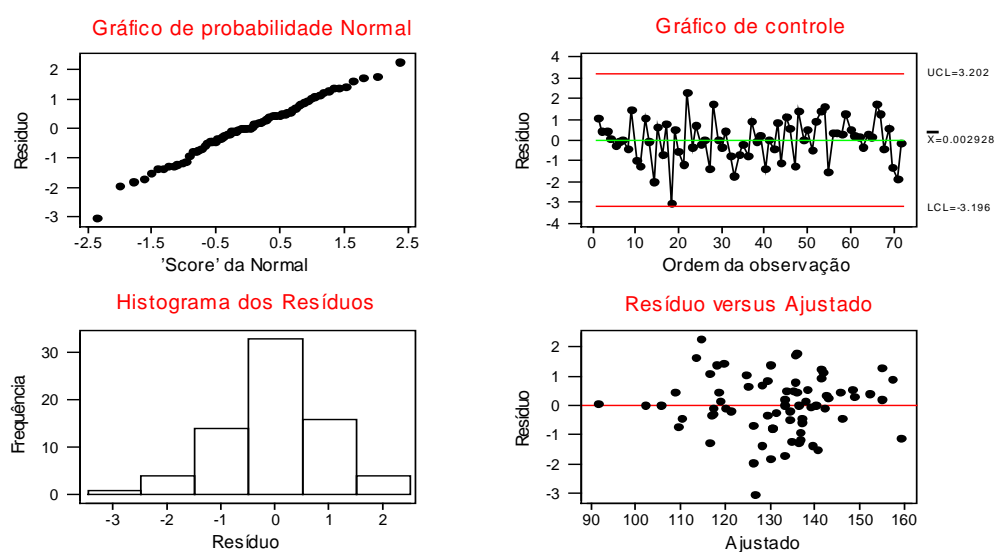 Gráfico de probabilidade Normal
2
1
0
-1
-2
-3
Resíduo
-2.5 -1.5 -0.5 0.5 1.5 2.5
'Score' da Normal
Gráfico de controle
4
3
2
1
0
-1
-2
-3
-4
Resíduo
UCL=3.202
X=0.002928
LCL=-3.196
0 10 20 30 40 50 60 70
Ordem da observação
Histograma dos Resíduos
30
20
10
0
Frequência
-3 -2 -1 0 1 2
Resíduo
Resíduo versus Ajustado
2
1
0
-1
-2
-3
Resíduo
90 100 110 120 130 140 150 160
Ajustado